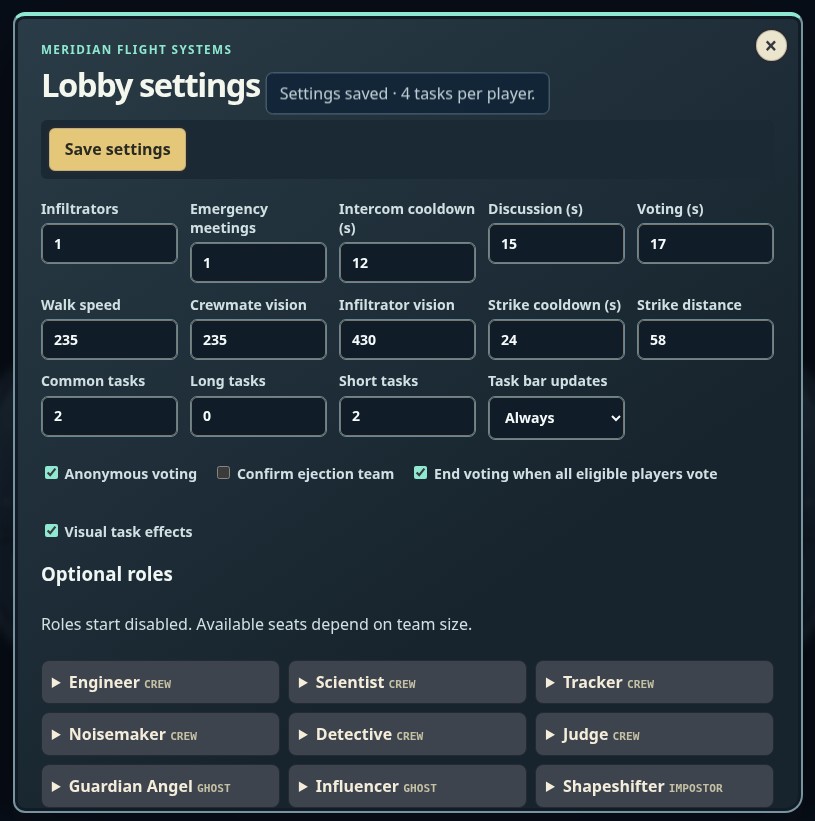 MERIDIAN FLIGHT SYSTEMS
Lobby settings
Settings saved · 4 tasks per player.
Save settings
Infiltrators
1
Emergency
meetings
1
Intercom cooldown
(s)
12
Discussion (s)
15
Voting (s)
17
Walk speed
235
Crewmate vision
235
Infiltrator vision
430
Strike cooldown (s)
24
Strike distance
58
Common tasks
2
Long tasks
0
Short tasks
2
Task bar updates
Always
Anonymous voting
Confirm ejection team
End voting when all eligible players vote
Visual task effects
Optional roles
Roles start disabled. Available seats depend on team size.
Engineer CREW
Scientist CREW
Tracker CREW
Noisemaker CREW
Detective CREW
Judge CREW
Guardian Angel GHOST
Influencer GHOST
Shapeshifter IMPOSTOR